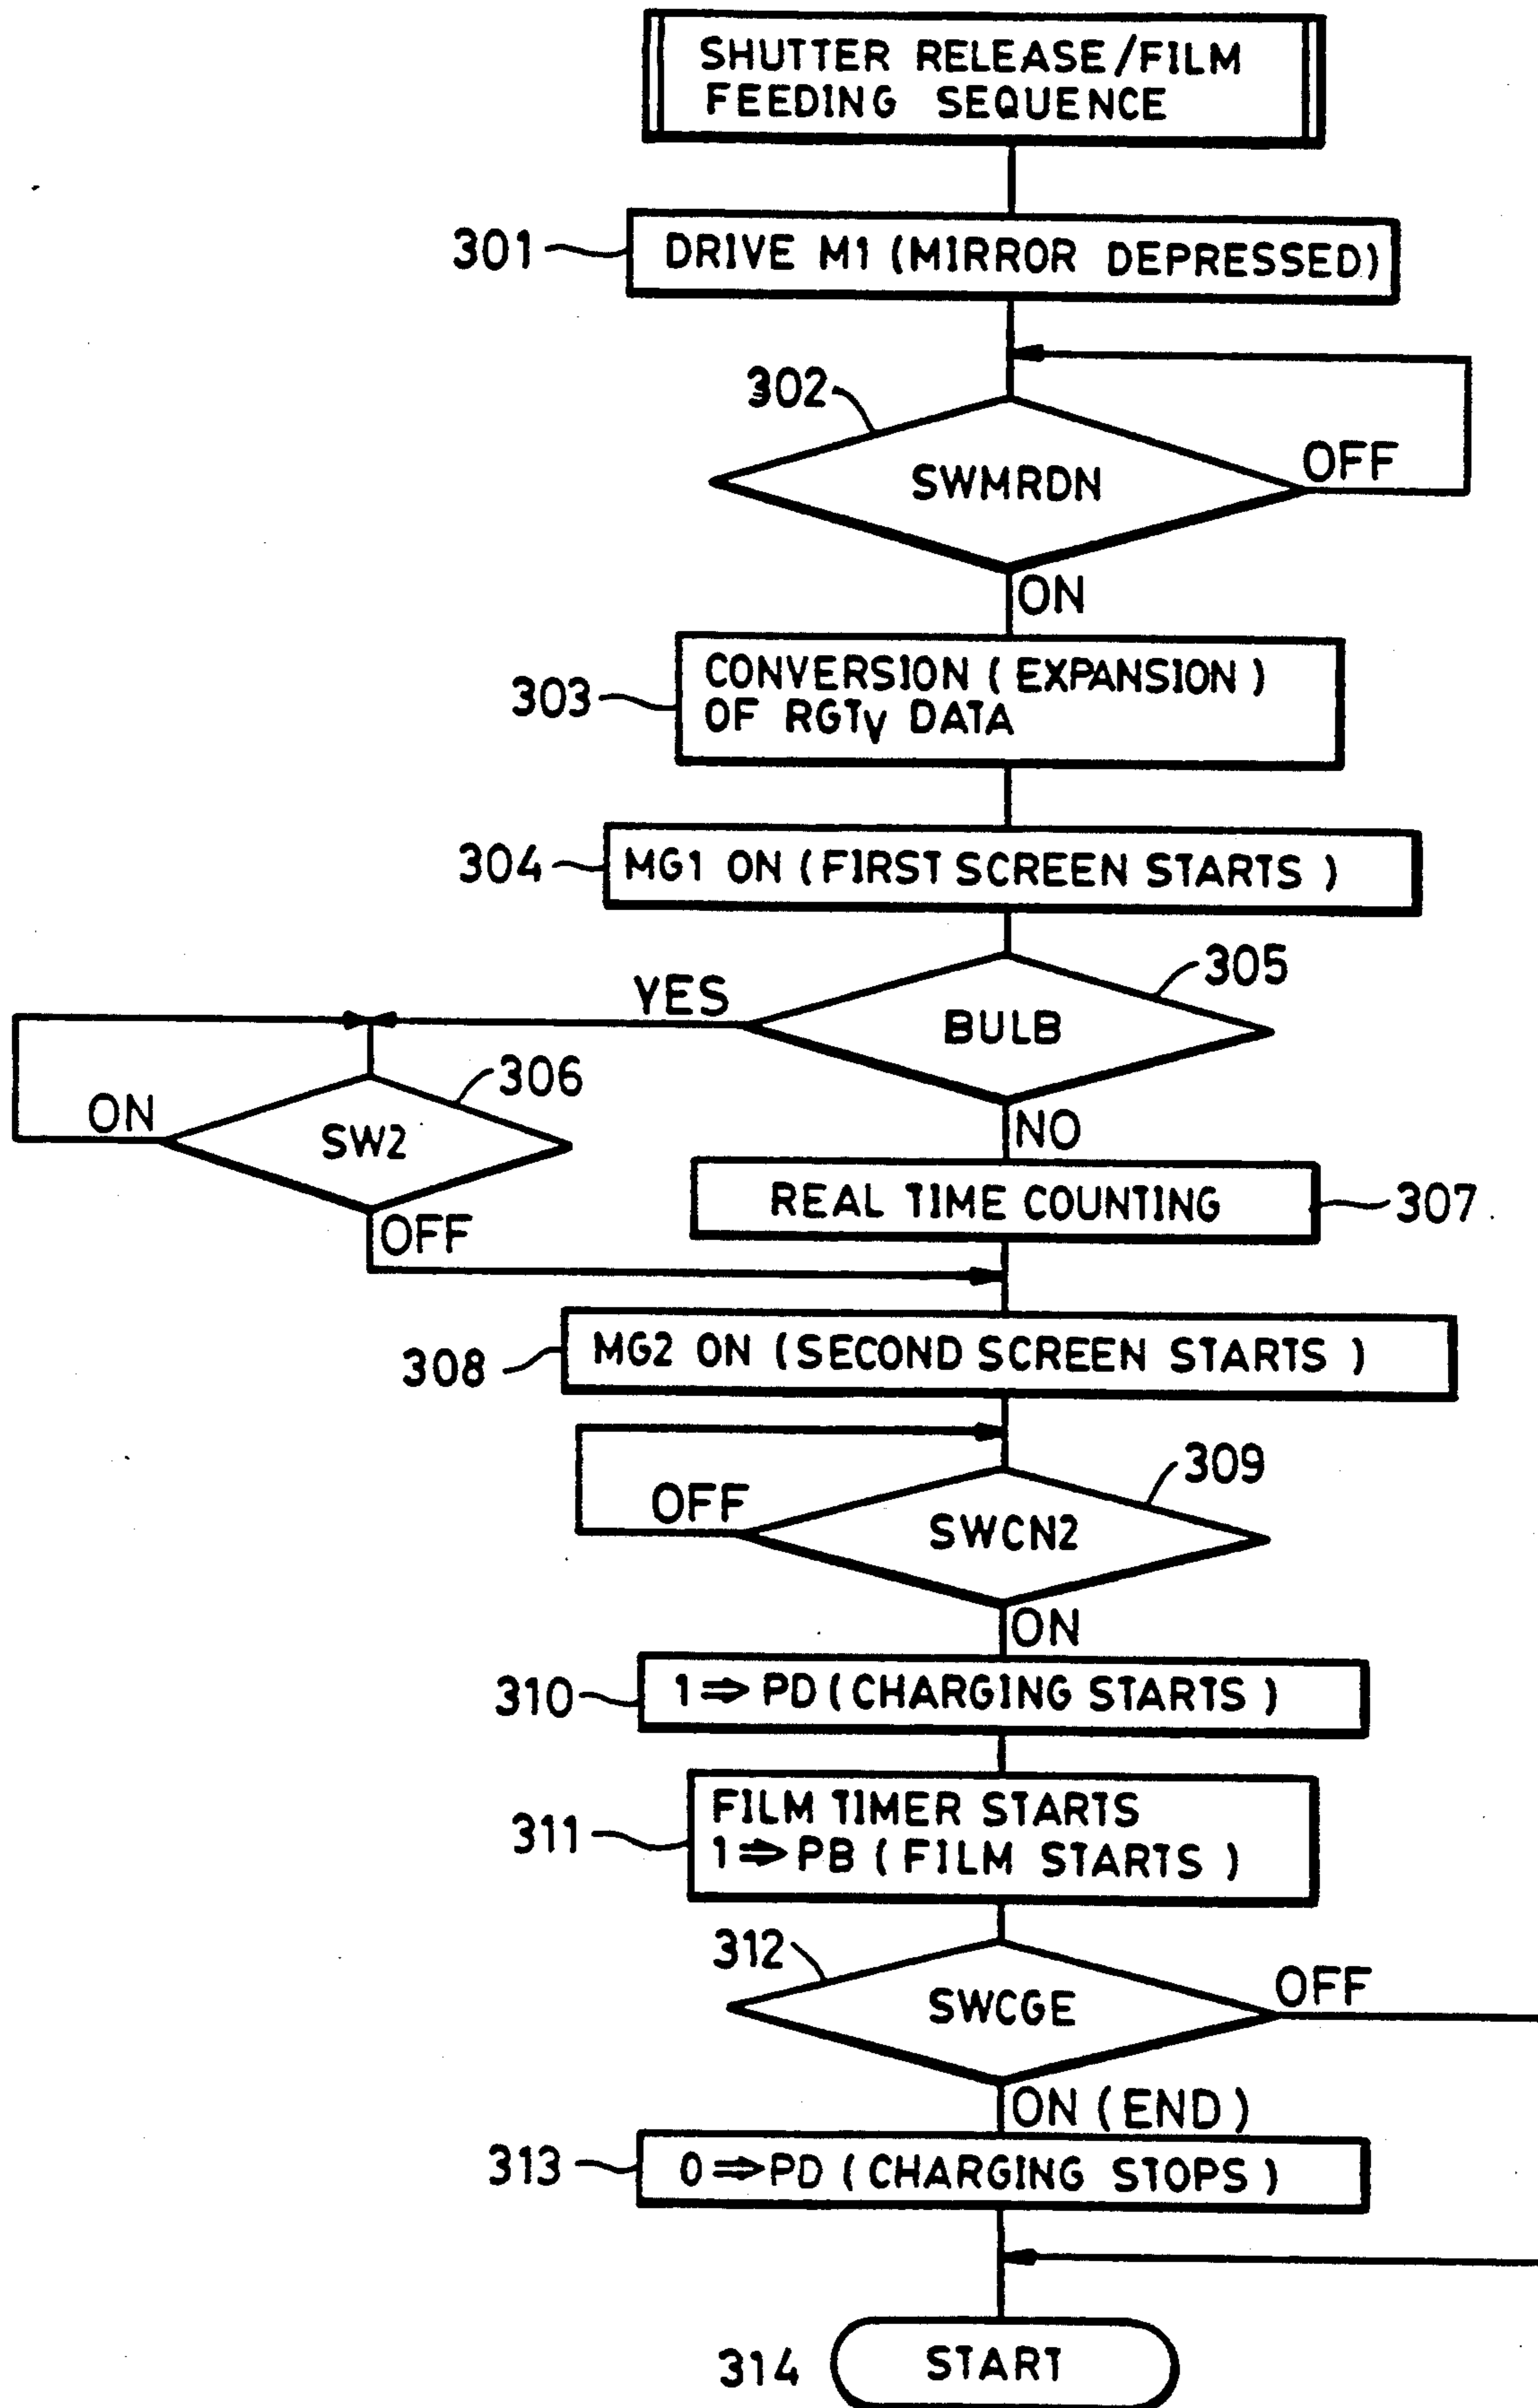 SHUTTER RELEASE/FILM
FEEDING SEQUENCE
301
DRIVE M1 (MIRROR DEPRESSED)
302
SWMRDN
OFF
ON
303
CONVERSION (EXPANSION)
OF RGTV DATA
304
MG1 ON (FIRST SCREEN STARTS)
305
YES
BULB
306
ON
SW2
NO
OFF
REAL TIME COUNTING
307
308
MG2 ON (SECOND SCREEN STARTS)
309
OFF
SWCN2
ON
310
1⇒PD (CHARGING STARTS)
311
FILM TIMER STARTS
1⇒PB (FILM STARTS)
312
SWCGE
OFF
ON (END)
313
0⇒PD (CHARGING STOPS)
314
START